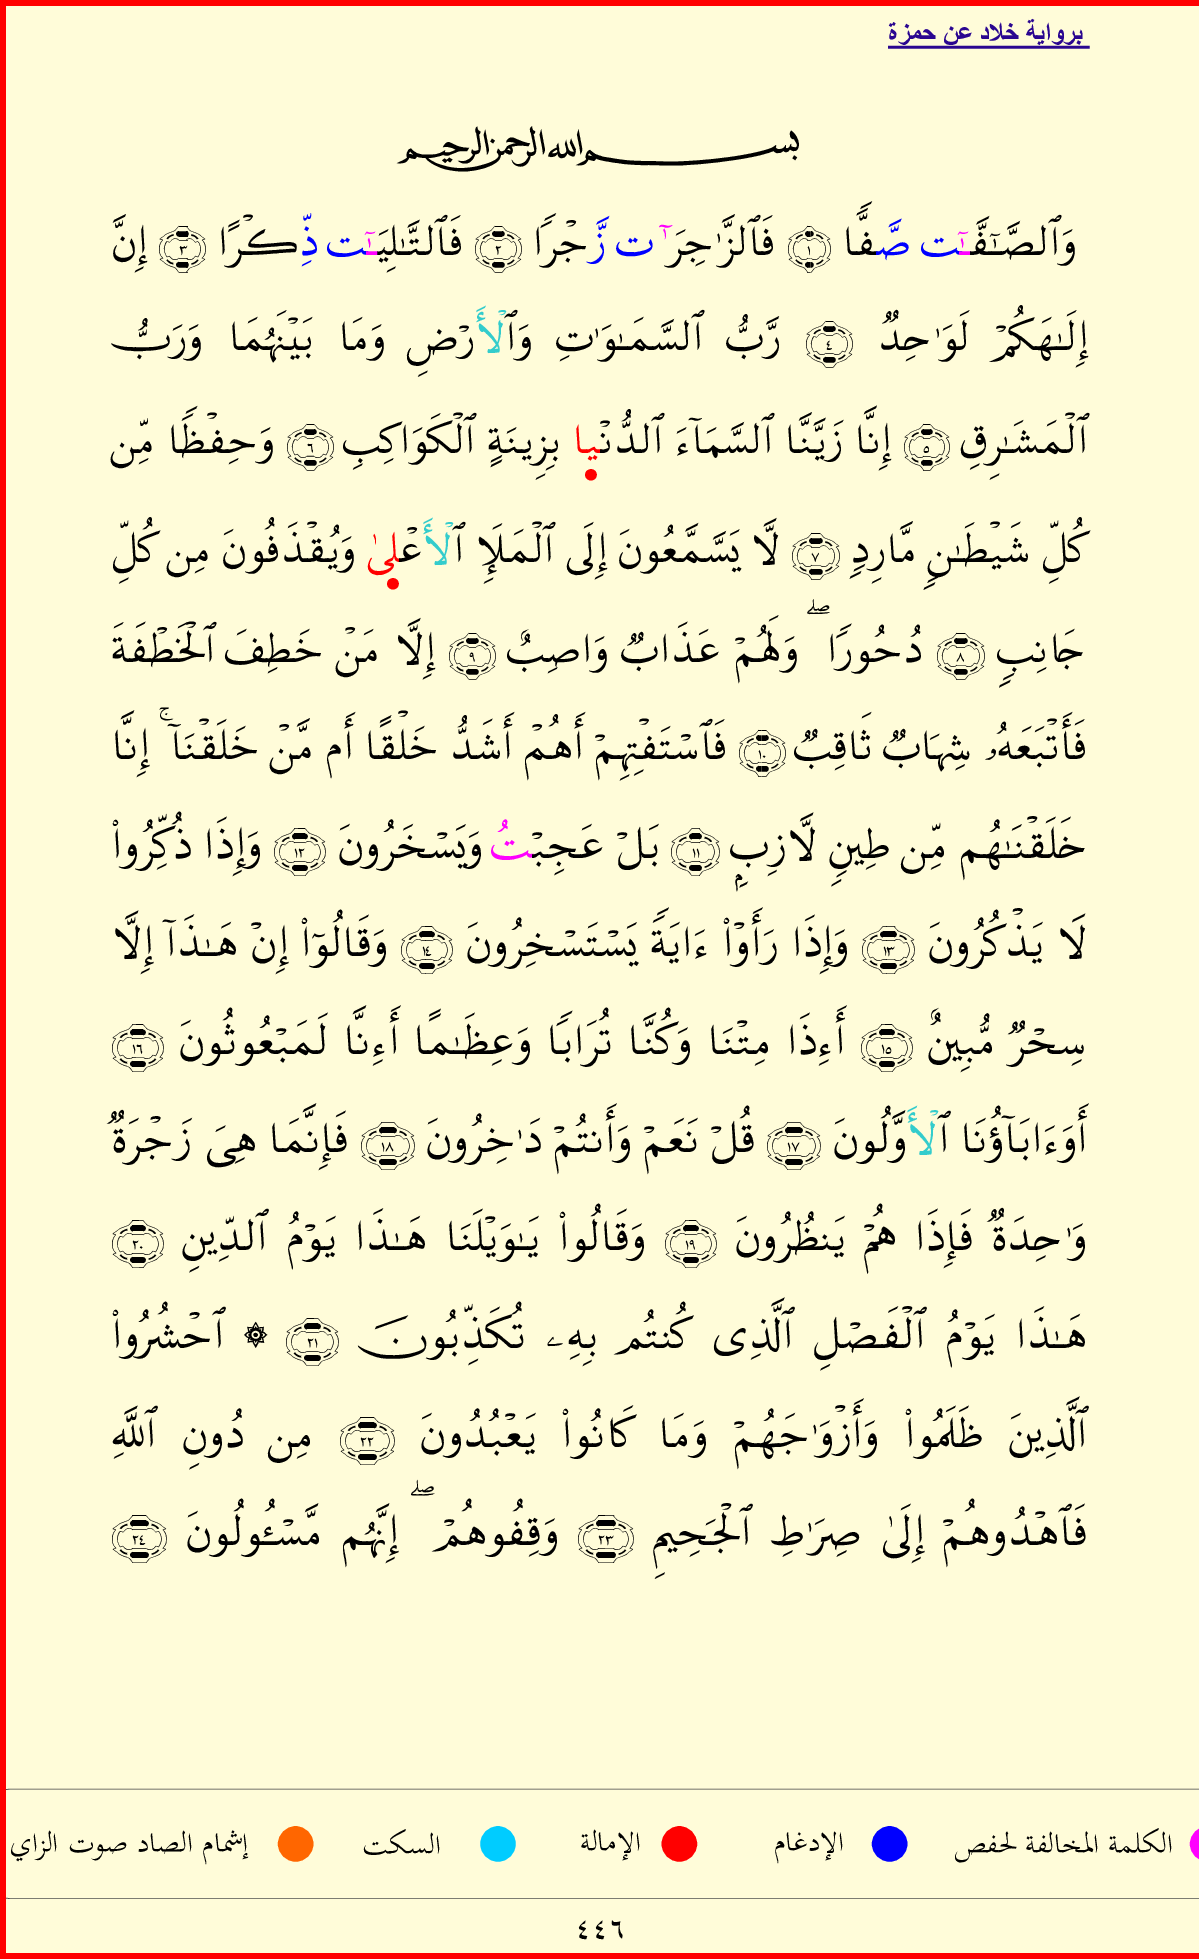 برواية خلاد عن حمزة
بسم الله الرحمن الرحيم
وَٱلصَّـٰٓفَّـٰٓت صَّفًّا ١ فَٱلزَّٰجِرَٰٓت زَّجْرًا ٢ فَٱلتَّـٰلِيَـٰٓت ذِّكْرًا ٣ إِنَّ
إِلَـٰهَكُمْ لَوَٰحِدٌ ٤ رَّبُّ ٱلسَّمَـٰوَٰتِ وَٱلْأَرْضِ وَمَا بَيْنَهُمَا وَرَبُّ
ٱلْمَشَـٰرِقِ ٥ إِنَّا زَيَّنَّا ٱلسَّمَآءَ ٱلدُّنْيا بِزِينَةٍ ٱلْكَوَاكِبِ ٦ وَحِفْظًا مِّن
كُلِّ شَيْطَـٰنٍ مَّارِدٍ ٧ لَّا يَسَّمَّعُونَ إِلَى ٱلْمَلَإِ ٱلْأَعْلىٰ وَيُقْذَفُونَ مِن كُلِّ
جَانِبٍ ٨ دُحُورًا ۖ وَلَهُمْ عَذَابٌ وَاصِبٌ ٩ إِلَّا مَنْ خَطِفَ ٱلْخَطْفَةَ
فَأَتْبَعَهُۥ شِهَابٌ ثَاقِبٌ ١٠ فَٱسْتَفْتِهِمْ أَهُمْ أَشَدُّ خَلْقًا أَم مَّنْ خَلَقْنَآ ۚ إِنَّا
خَلَقْنَـٰهُم مِّن طِينٍ لَّازِبٍۭ ١١ بَلْ عَجِبْتُ وَيَسْخَرُونَ ١٢ وَإِذَا ذُكِّرُوا۟
لَا يَذْكُرُونَ ١٣ وَإِذَا رَأَوْا۟ ءَايَةً يَسْتَسْخِرُونَ ١٤ وَقَالُوٓا۟ إِنْ هَـٰذَآ إِلَّا
سِحْرٌ مُّبِينٌ ١٥ أَءِذَا مِتْنَا وَكُنَّا تُرَابًا وَعِظَـٰمًا أَءِنَّا لَمَبْعُوثُونَ ١٦
أَوَءَابَآؤُنَا ٱلْأَوَّلُونَ ١٧ قُلْ نَعَمْ وَأَنتُمْ دَٰخِرُونَ ١٨ فَإِنَّمَا هِىَ زَجْرَةٌ
وَٰحِدَةٌ فَإِذَا هُمْ يَنظُرُونَ ١٩ وَقَالُوا۟ يَـٰوَيْلَنَا هَـٰذَا يَوْمُ ٱلدِّينِ ٢٠
هَـٰذَا يَوْمُ ٱلْفَصْلِ ٱلَّذِى كُنتُم بِهِۦ تُكَذِّبُونَ ٢١ ۞ ٱحْشُرُوا۟
ٱلَّذِينَ ظَلَمُوا۟ وَأَزْوَٰجَهُمْ وَمَا كَانُوا۟ يَعْبُدُونَ ٢٢ مِن دُونِ ٱللَّهِ
فَٱهْدُوهُمْ إِلَىٰ صِرَٰطِ ٱلْجَحِيمِ ٢٣ وَقِفُوهُمْ ۖ إِنَّهُم مَّسْـُٔولُونَ ٢٤
الكلمة المخالفة لحفص الإدغام الإمالة السكت إشمام الصاد صوت الزاي
٤٤٦